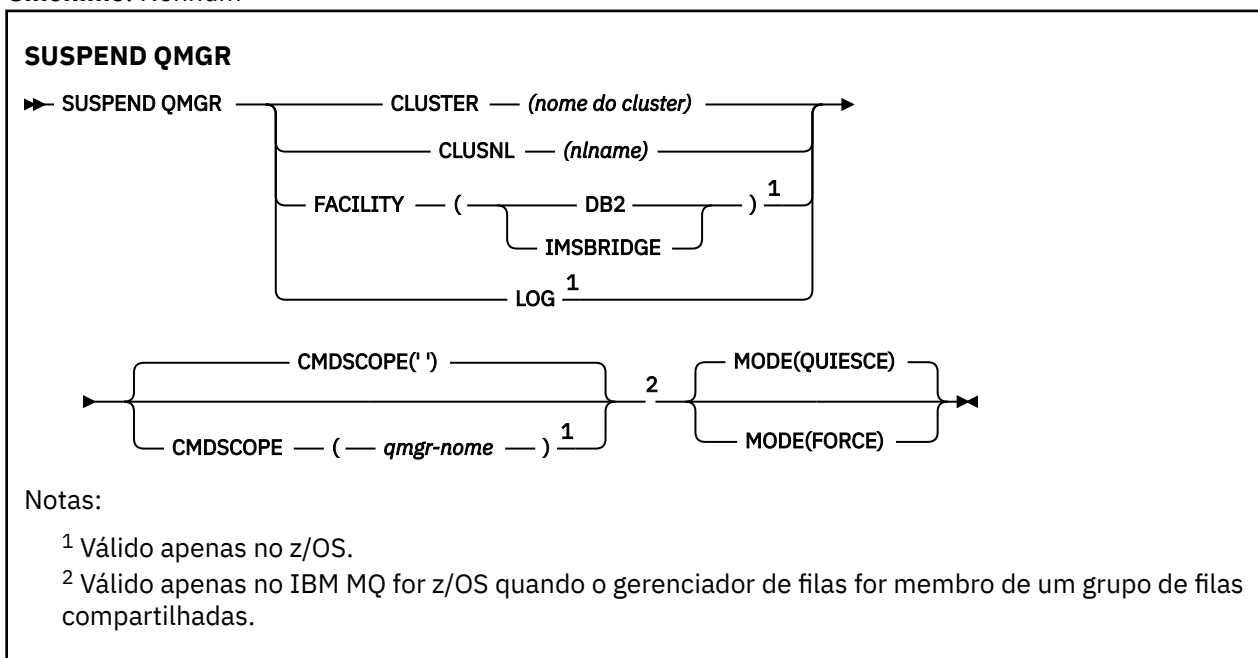 SUSPEND QMGR
SUSPEND QMGR CLUSTER (nome do cluster)
CLUSNL (nlname)
FACILITY ( DB2 ) 1
IMSBRIDGE
LOG 1
CMDSCOPE(' ') 2 MODE(QUIESCE)
CMDSCOPE ( qmgr-nome ) 1 MODE(FORCE)
Notas:
1 Válido apenas no z/OS.
2 Válido apenas no IBM MQ for z/OS quando o gerenciador de filas for membro de um grupo de filas
compartilhadas.